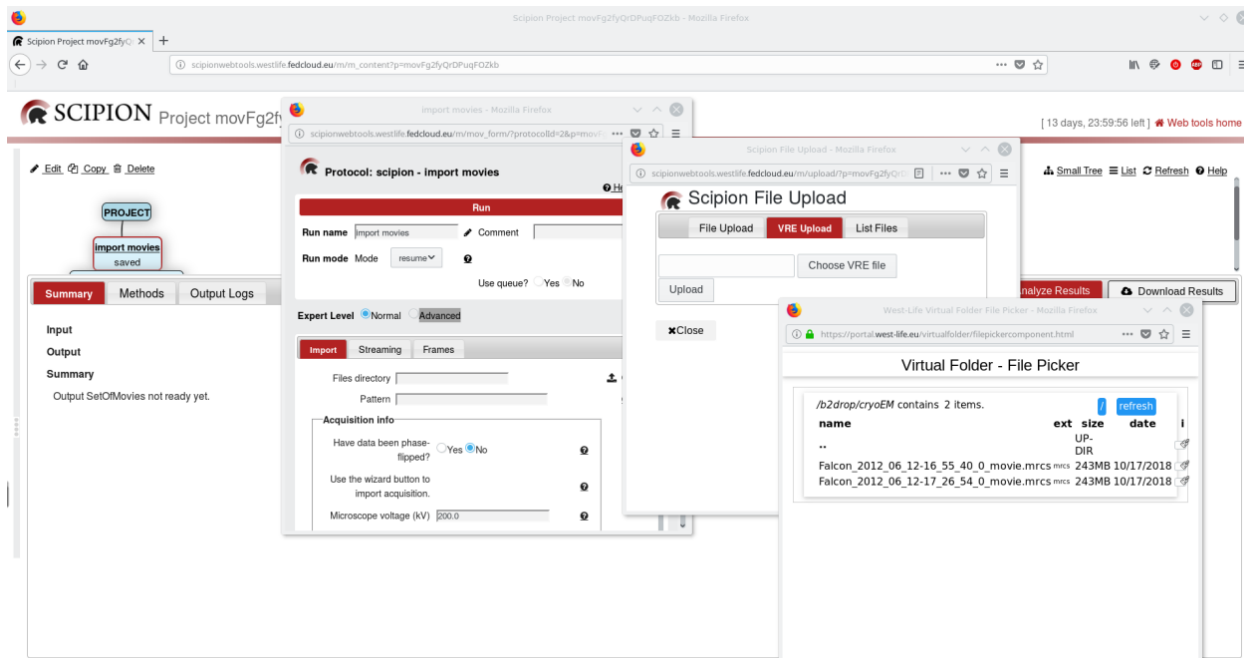 Scipion Project movFg2fyQrDPuqFOZkb - Mozilla Firefox
Scipion Project movFg2fyQr
scipionwebtools.westlife.fedcloud.eu/m/m_content?p=movFg2fyQrDPuqFOZkb
SCIPION Project movFg2f
[ 13 days, 23:59:56 left ] Web tools home
Edit Copy Delete
Small Tree List Refresh Help
PROJECT
import movies
saved
Summary Methods Output Logs
nalyze Results Download Results
Input
Output
Summary
Output SetOfMovies not ready yet.
import movies - Mozilla Firefox
scipionwebtools.westlife.fedcloud.eu/m/mov_form/?protocolId=2&p=movF
Protocol: scipion - import movies
He
Run
Run name import movies Comment
Run mode Mode resume
Use queue? Yes No
Expert Level Normal Advanced
Import Streaming Frames
Files directory
Pattern
Acquisition info
Have data been phase-
flipped? Yes No
Use the wizard button to
import acquisition.
Microscope voltage (kV) 200.0
Scipion File Upload - Mozilla Firefox
scipionwebtools.westlife.fedcloud.eu/m/upload/?p=movFg2fyQr
Scipion File Upload
File Upload VRE Upload List Files
Choose VRE file
Upload
Close
West-Life Virtual Folder File Picker - Mozilla Firefox
https://portal.west-life.eu/virtualfolder/filepickercomponent.html
Virtual Folder - File Picker
/b2drop/cryoEM contains 2 items. / refresh
name ext size date i
.. UP-
DIR
Falcon_2012_06_12-16_55_40_0_movie.mrcs mrcs 243MB 10/17/2018
Falcon_2012_06_12-17_26_54_0_movie.mrcs mrcs 243MB 10/17/2018